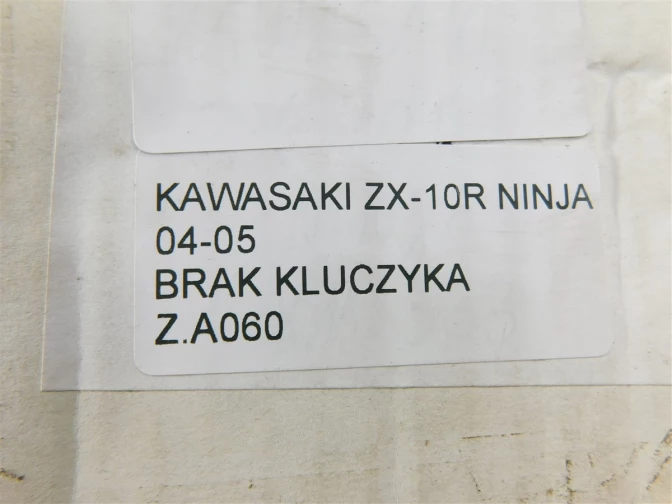 KAWASAKI ZX-10R NINJA
04-05
BRAK KLUCZYKA
Z.A060